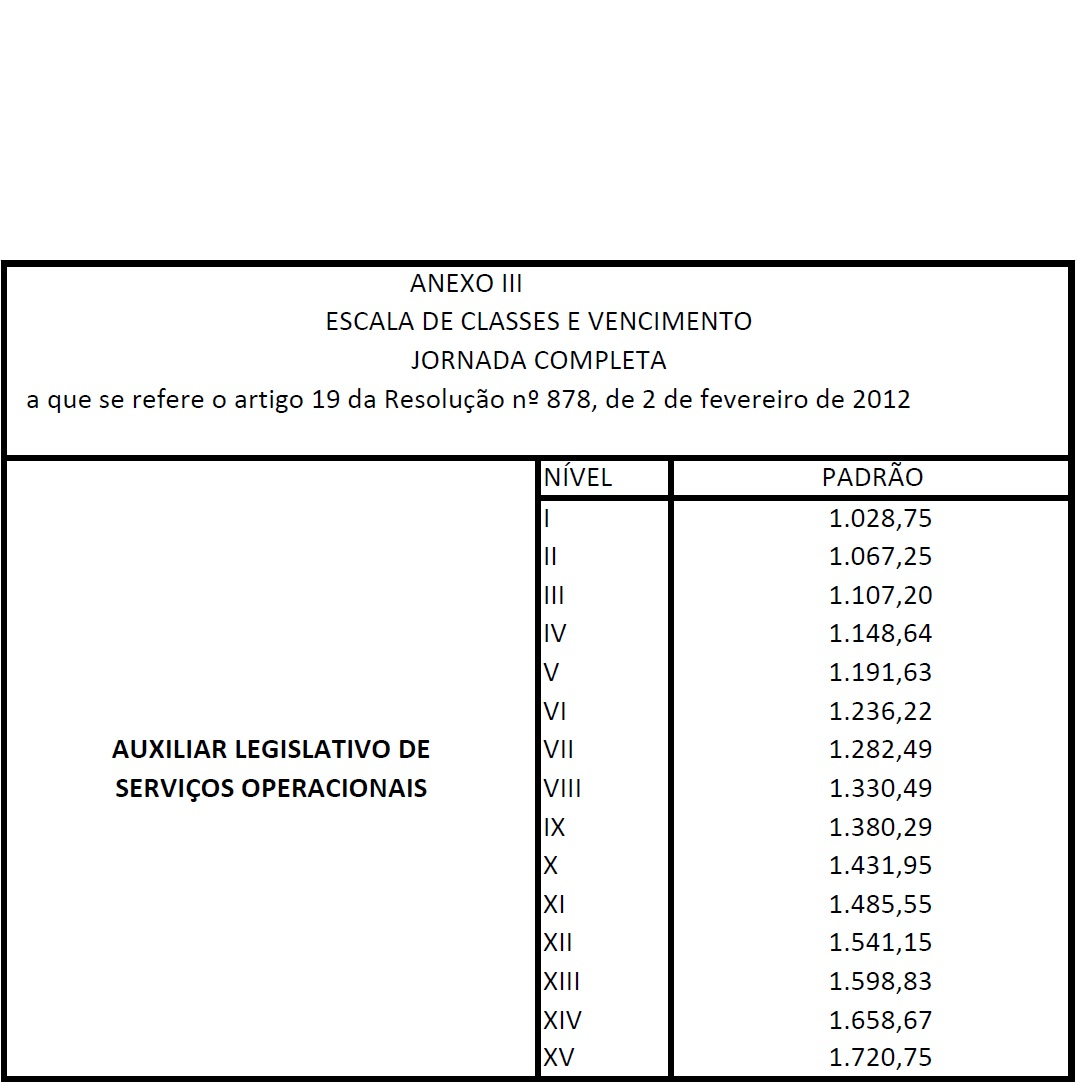 ANEXO III
ESCALA DE CLASSES E VENCIMENTO
JORNADA COMPLETA
a que se refere o artigo 19 da Resolução nº 878, de 2 de fevereiro de 2012
NÍVEL PADRÃO
I 1.028,75
II 1.067,25
III 1.107,20
IV 1.148,64
V 1.191,63
VI 1.236,22
AUXILIAR LEGISLATIVO DE VII 1.282,49
SERVIÇOS OPERACIONAIS VIII 1.330,49
IX 1.380,29
X 1.431,95
XI 1.485,55
XII 1.541,15
XIII 1.598,83
XIV 1.658,67
XV 1.720,75